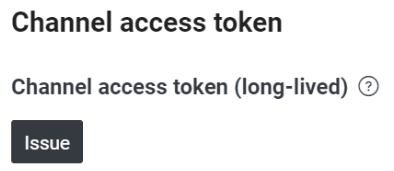 Channel access token
Channel access token (long-lived) ?
Issue